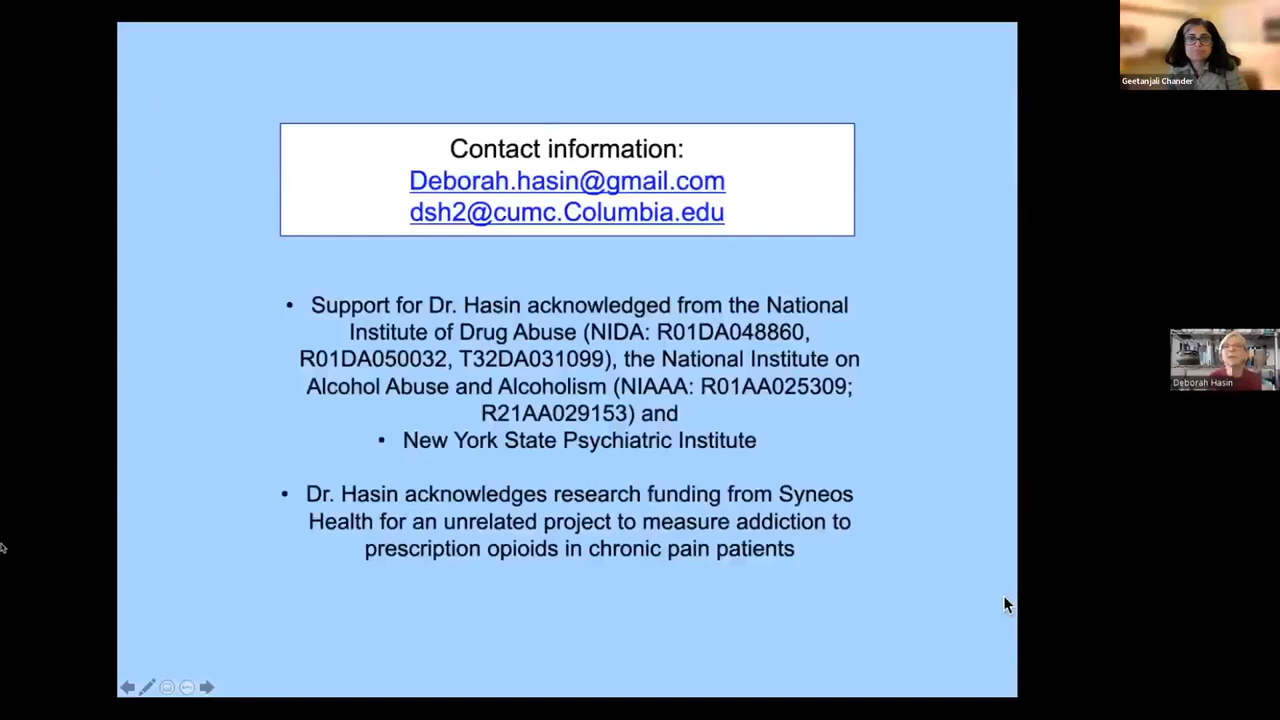 Geetanjali Chander
Contact information:
Deborah.hasin@gmail.com
dsh2@cumc.Columbia.edu
• Support for Dr. Hasin acknowledged from the National
Institute of Drug Abuse (NIDA: R01DA048860,
R01DA050032, T32DA031099), the National Institute on
Alcohol Abuse and Alcoholism (NIAAA: R01AA025309;
R21AA029153) and
• New York State Psychiatric Institute
• Dr. Hasin acknowledges research funding from Syneos
Health for an unrelated project to measure addiction to
prescription opioids in chronic pain patients
Deborah Hasin